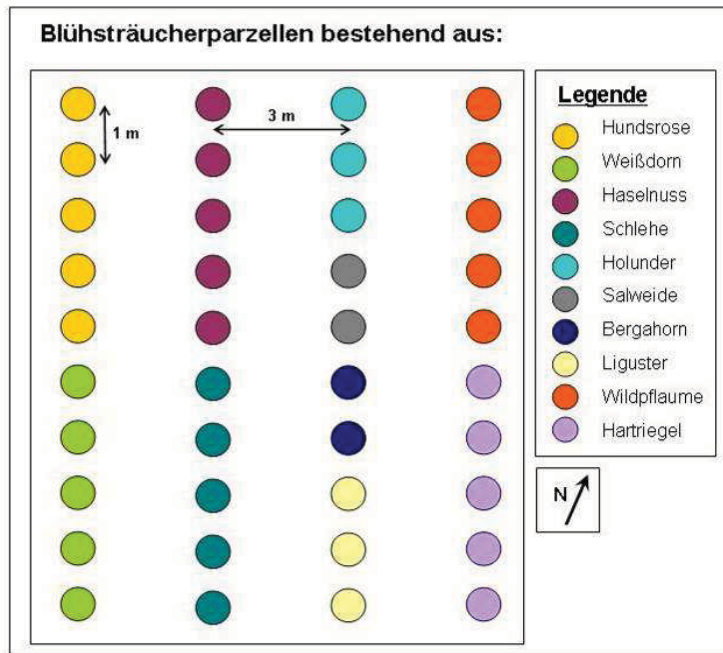 Blühsträucherparzellen bestehend aus:
1 m
3 m
Legende
Hundsrose
Weißdorn
Haselnuss
Schlehe
Holunder
Salweide
Bergahorn
Liguster
Wildpflaume
Hartriegel
N